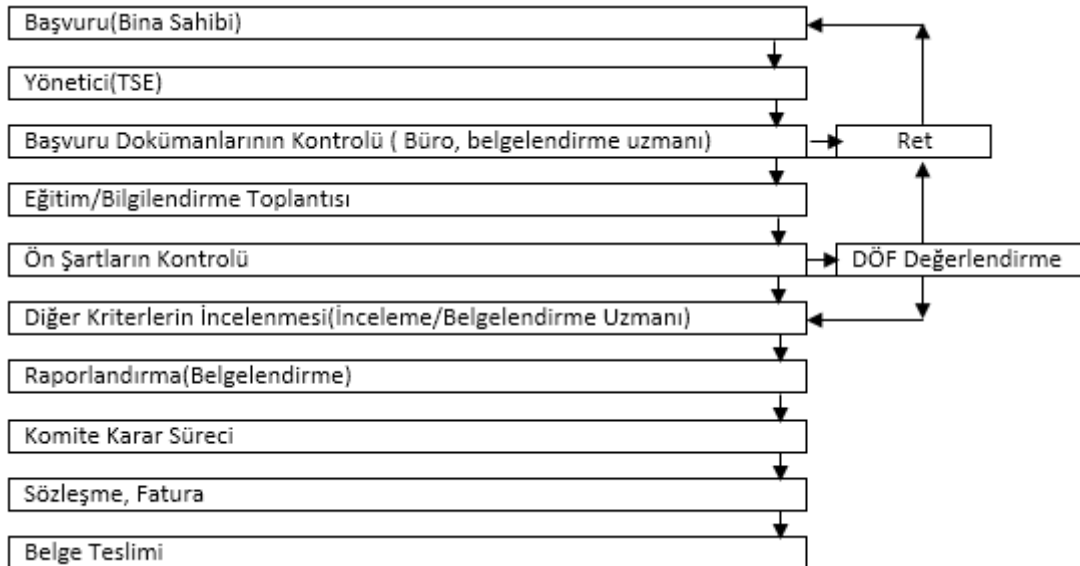 Başvuru(Bina Sahibi)
Yönetici(TSE)
Başvuru Dokümanlarının Kontrolü ( Büro, belgelendirme uzmanı)
Ret
Eğitim/Bilgilendirme Toplantısı
Ön Şartların Kontrolü
DÖF Değerlendirme
Diğer Kriterlerin İncelenmesi(İnceleme/Belgelendirme Uzmanı)
Raporlandırma(Belgelendirme)
Komite Karar Süreci
Sözleşme, Fatura
Belge Teslimi